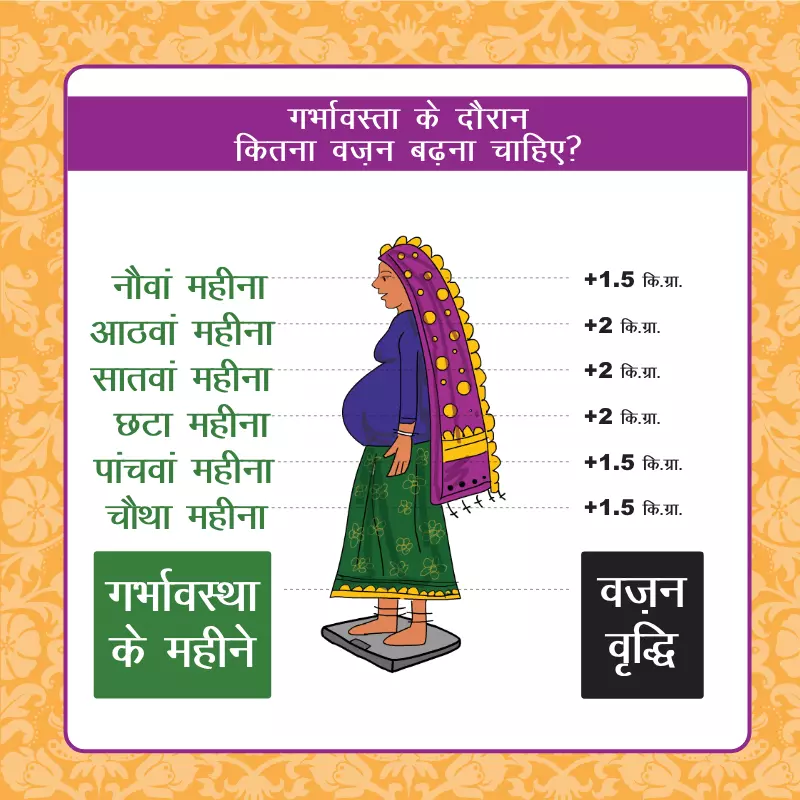 गर्भावस्ता के दौरान
कितना वज़न बढ़ना चाहिए?
नौवां महीना +1.5 कि.ग्रा.
आठवां महीना +2 कि.ग्रा.
सातवां महीना +2 कि.ग्रा.
छटा महीना +2 कि.ग्रा.
पांचवां महीना +1.5 कि.ग्रा.
चौथा महीना +1.5 कि.ग्रा.
गर्भावस्था
के महीने
वज़न
वृद्धि